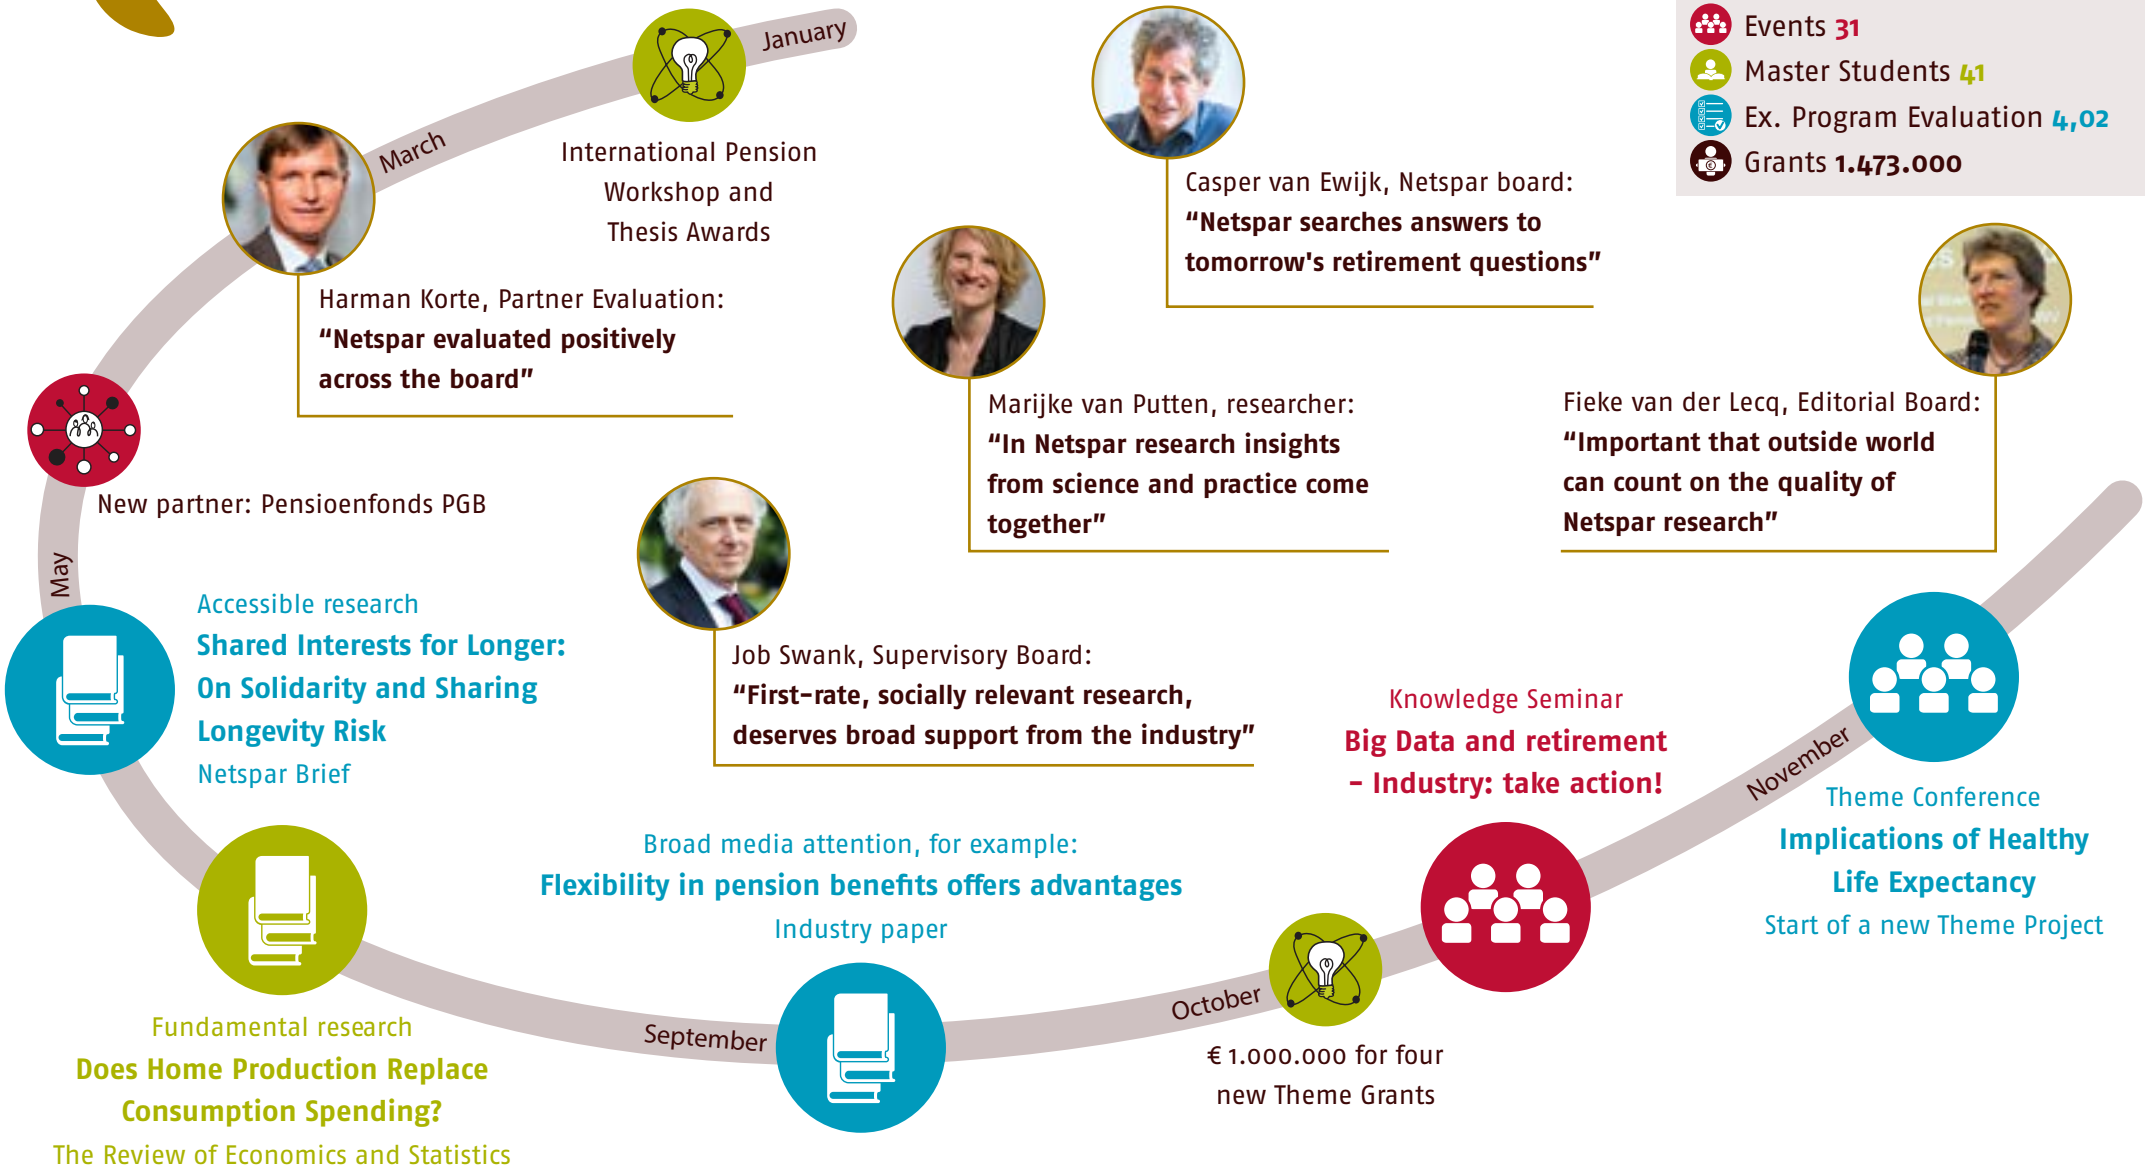 January
March
International Pension
Workshop and
Thesis Awards
Harman Korte, Partner Evaluation:
“Netspar evaluated positively
across the board”
Casper van Ewijk, Netspar board:
“Netspar searches answers to
tomorrow's retirement questions”
Events 31
Master Students 41
Ex. Program Evaluation 4,02
Grants 1.473.000
Marijke van Putten, researcher:
“In Netspar research insights
from science and practice come
together”
Fieke van der Lecq, Editorial Board:
“Important that outside world
can count on the quality of
Netspar research”
New partner: Pensioenfonds PGB
May
Accessible research
Shared Interests for Longer:
On Solidarity and Sharing
Longevity Risk
Netspar Brief
Job Swank, Supervisory Board:
“First-rate, socially relevant research,
deserves broad support from the industry”
Knowledge Seminar
Big Data and retirement
- Industry: take action!
November
Theme Conference
Implications of Healthy
Life Expectancy
Start of a new Theme Project
Broad media attention, for example:
Flexibility in pension benefits offers advantages
Industry paper
Fundamental research
Does Home Production Replace
Consumption Spending?
The Review of Economics and Statistics
September
October
€ 1.000.000 for four
new Theme Grants